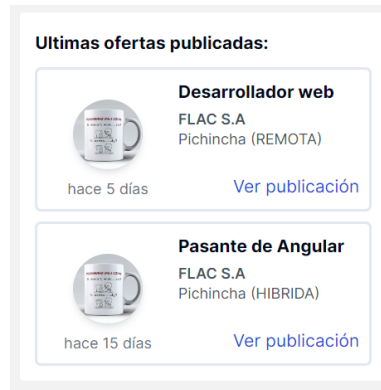 Ultimas ofertas publicadas:
Desarrollador web
FLAC S.A
Pichincha (REMOTA)
hace 5 días
Ver publicación
Pasante de Angular
FLAC S.A
Pichincha (HIBRIDA)
hace 15 días
Ver publicación